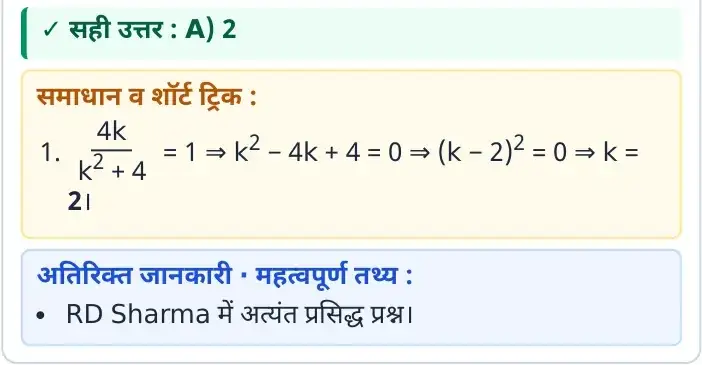 ✓ सही उत्तर : A) 2
समाधान व शॉर्ट ट्रिक :
1. 4k/(k² + 4) = 1 ⇒ k² − 4k + 4 = 0 ⇒ (k − 2)² = 0 ⇒ k =
2।
अतिरिक्त जानकारी · महत्वपूर्ण तथ्य :
• RD Sharma में अत्यंत प्रसिद्ध प्रश्न।